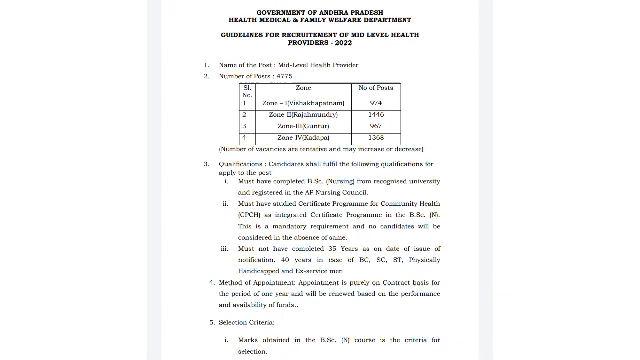 GOVERNMENT OF ANDHRA PRADESH
HEALTH MEDICAL & FAMILY WELFARE DEPARTMENT
GUIDELINES FOR RECRUITEMENT OF MID LEVEL HEALTH
PROVIDERS - 2022
1. Name of the Post : Mid-Level Health Provider
2. Number of Posts : 4775
Sl. No. Zone No of Posts
1 Zone – I(Vishakhapatnam) 974
2 Zone-II(Rajahmundry) 1446
3 Zone-III(Guntur) 967
4 Zone-IV(Kadapa) 1368
(Number of vacancies are tentative and may increase or decrease)
3. Qualifications : Candidates shall fulfil the following qualifications for
apply to the post
i. Must have completed B.Sc. (Nursing) from recognised university
and registered in the AP Nursing Council.
ii. Must have studied Certificate Programme for Community Health
(CPCH) as integrated Certificate Programme in the B.Sc. (N).
This is a mandatory requirement and no candidates will be
considered in the absence of same.
iii. Must not have completed 35 Years as on date of issue of
notification. 40 years in case of BC, SC, ST, Physically
Handicapped and Ex-service men
4. Method of Appointment: Appointment is purely on Contract basis for
the period of one year and will be renewed based on the performance
and availability of funds..
5. Selection Criteria:
i. Marks obtained in the B.Sc. (N) course is the criteria for
selection.